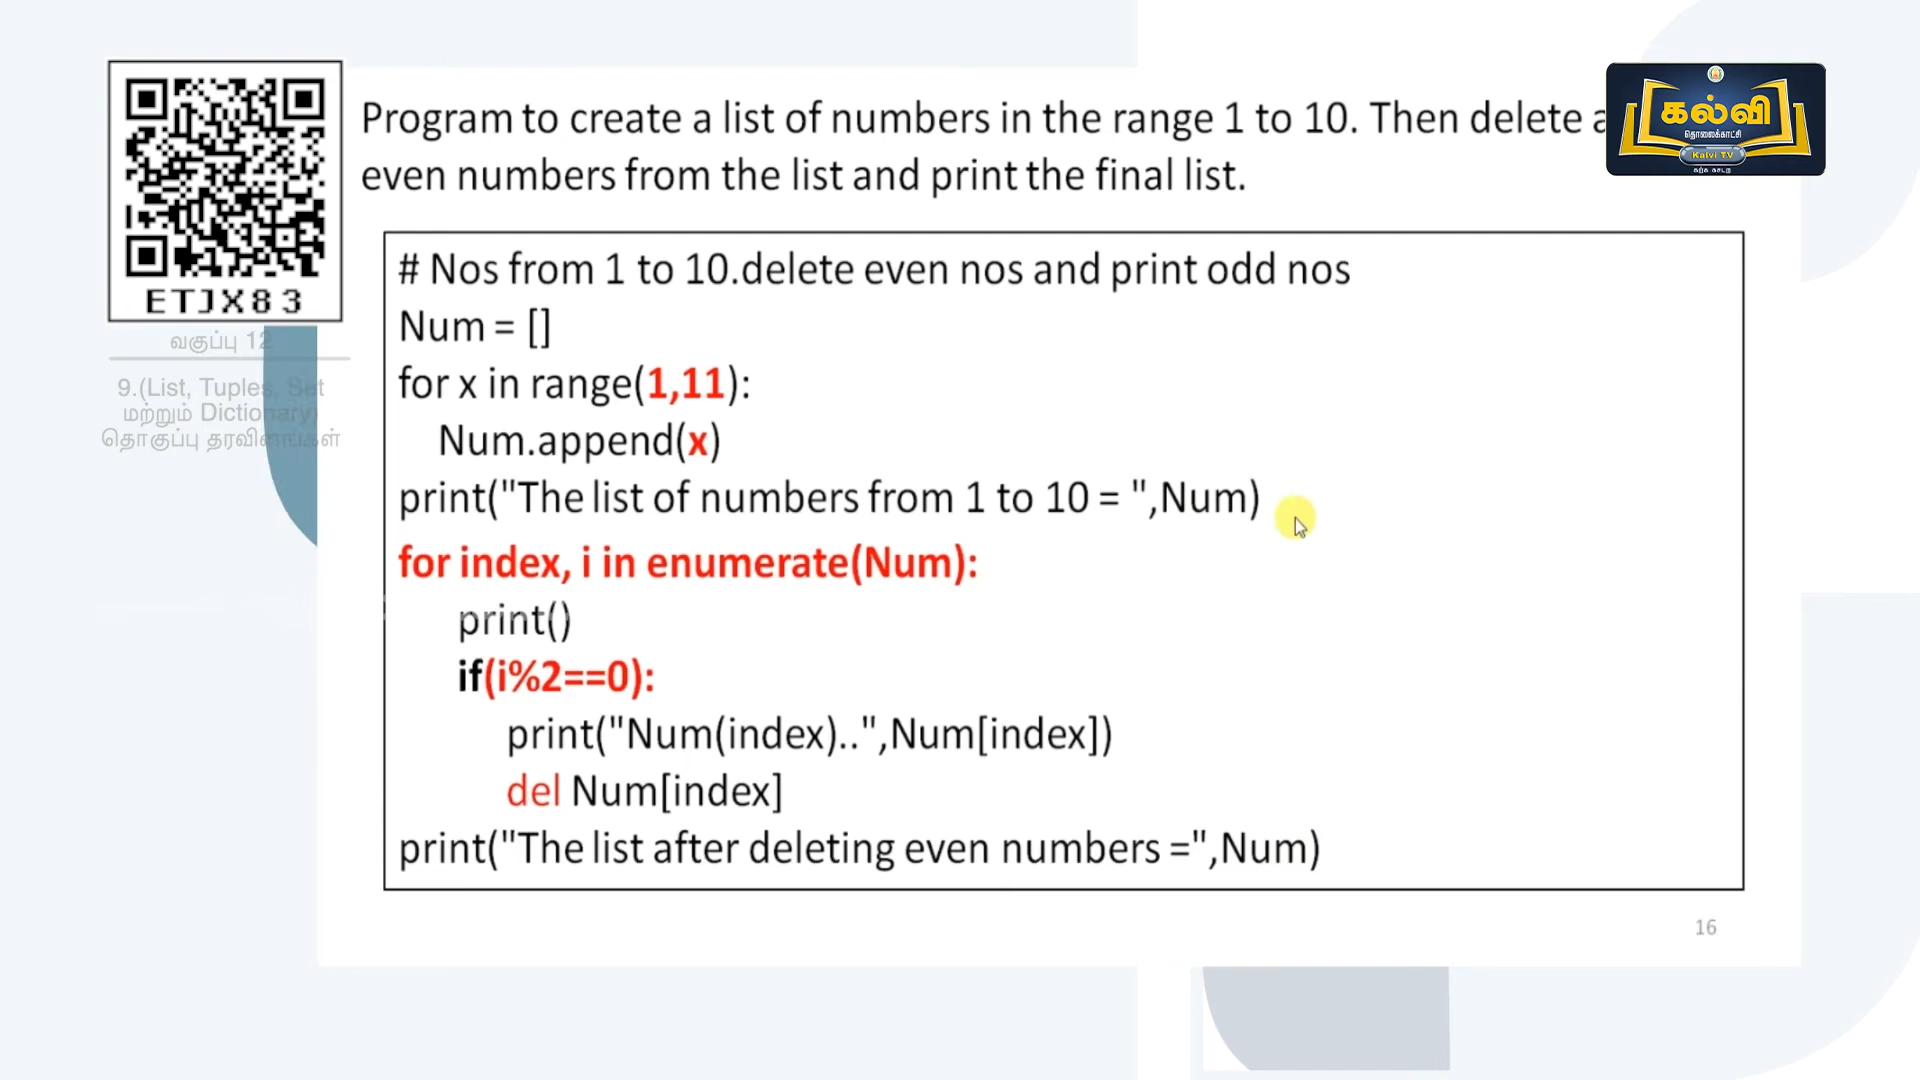 Program to create a list of numbers in the range 1 to 10. Then delete
even numbers from the list and print the final list.
கல்வி
தொலைக்காட்சி
Kalvi TV
கற்க கசடற
ETJX83
வகுப்பு 12
9.(List, Tuples, Set
மற்றும் Dictionary)
தொகுப்பு தரவினங்கள்
# Nos from 1 to 10.delete even nos and print odd nos
Num = []
for x in range(1,11):
Num.append(x)
print("The list of numbers from 1 to 10 = ",Num)
for index, i in enumerate(Num):
print()
if(i%2==0):
print("Num(index)..",Num[index])
del Num[index]
print("The list after deleting even numbers =",Num)
16